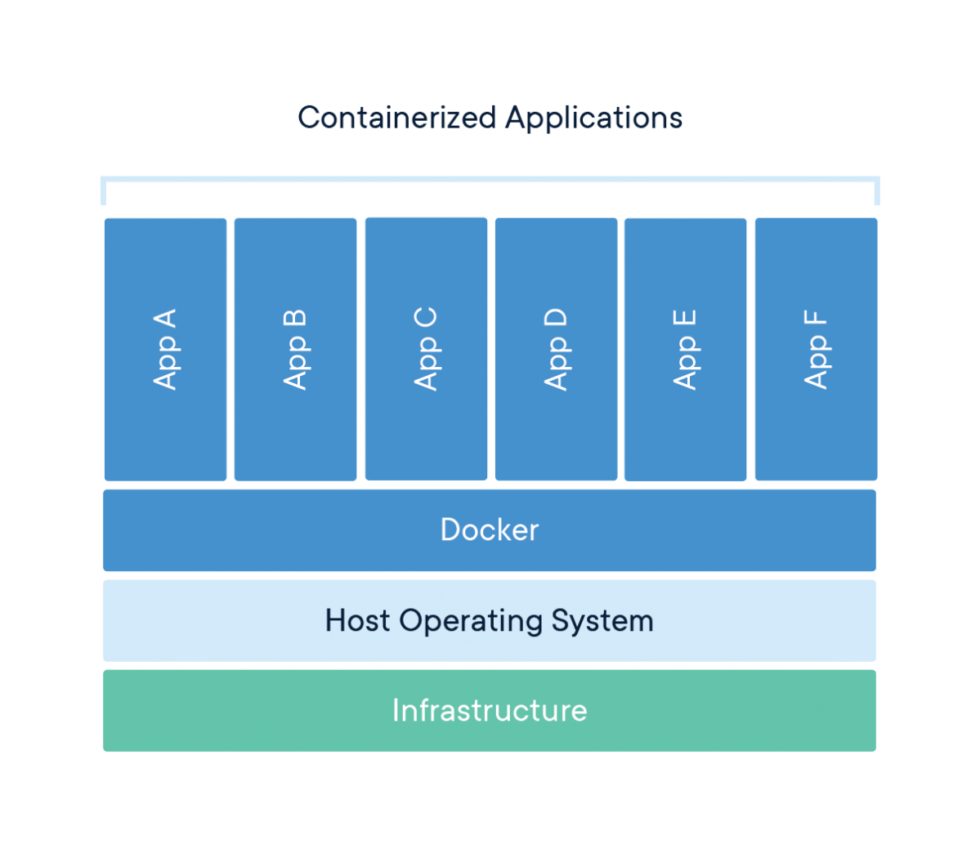 Containerized Applications
App A
App B
App C
App D
App E
App F
Docker
Host Operating System
Infrastructure